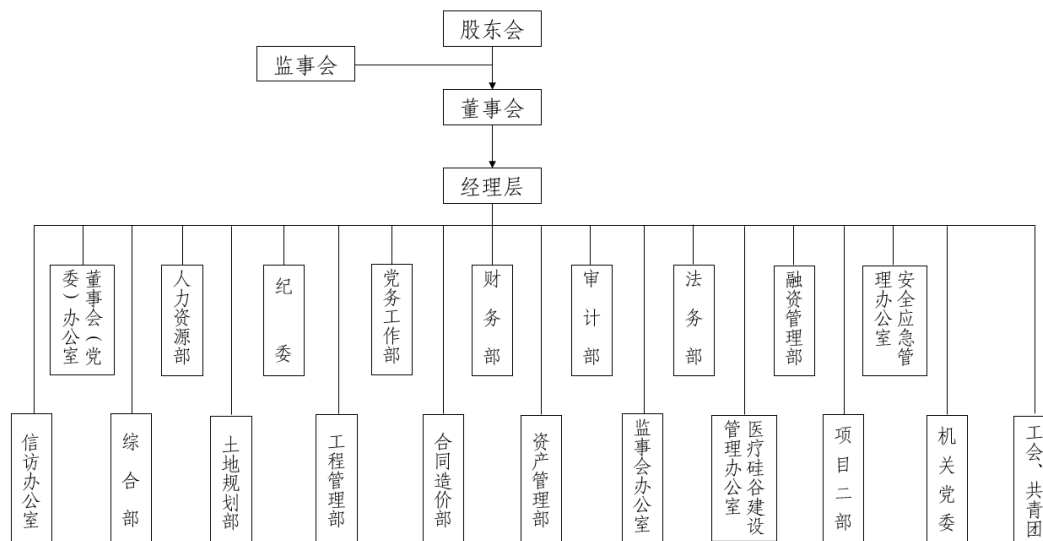 股东会
监事会
董事会
经理层
董事会（党
委）办公室
人力资源部
纪委
党务工作部
财务部
审计部
法务部
融资管理部
安全应急管
理办公室
信访办公室
综合部
土地规划部
工程管理部
合同造价部
资产管理部
监事会办公室
医疗硅谷建设
管理办公室
项目二部
机关党委
工会、共青团